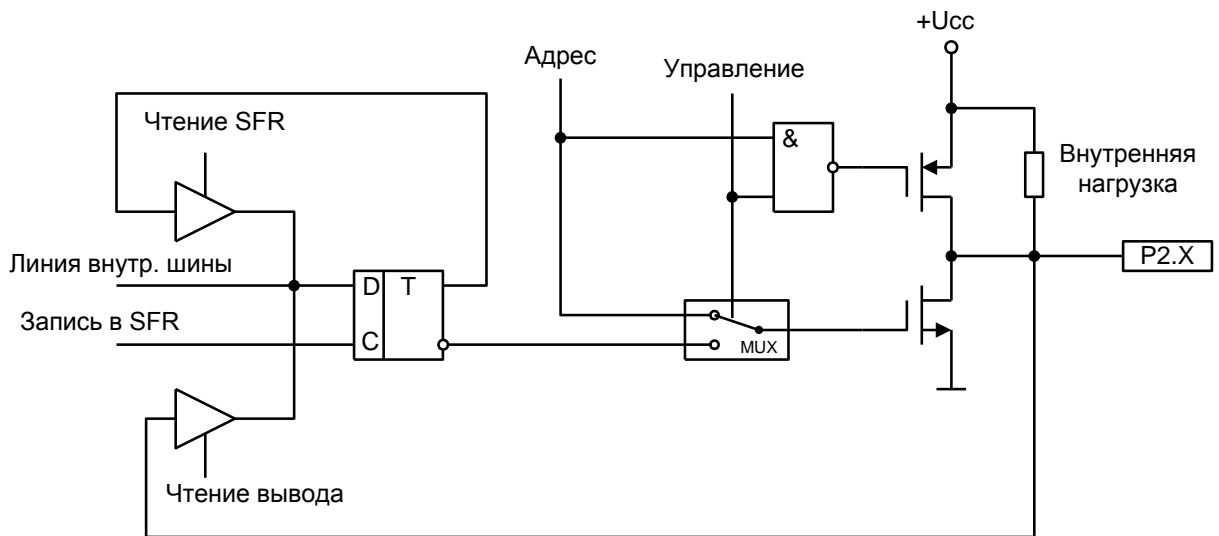 +Ucc
Адрес
Управление
Чтение SFR
&
Внутренняя
нагрузка
Линия внутр. шины
P2.X
D T
Запись в SFR
C
MUX
Чтение вывода